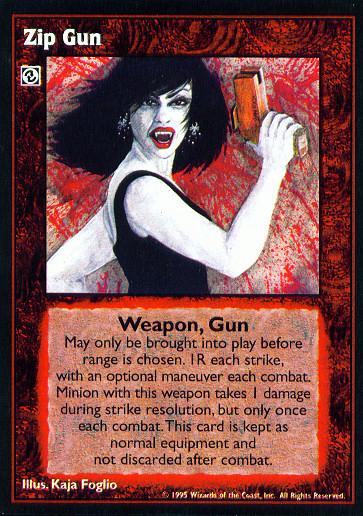 Zip Gun
Weapon, Gun
May only be brought into play before
range is chosen. 1R each strike,
with an optional maneuver each combat.
Minion with this weapon takes 1 damage
during strike resolution, but only once
each combat. This card is kept as
normal equipment and
not discarded after combat.
Illus. Kaja Foglio
© 1995 Wizards of the Coast, Inc. All Rights Reserved.